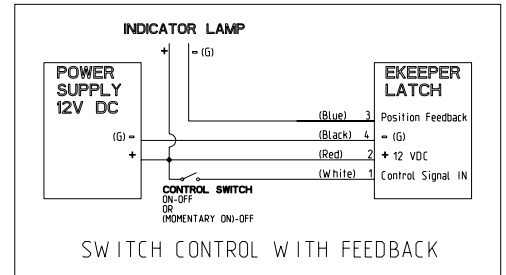 INDICATOR LAMP
+
- (G)
POWER
SUPPLY
12V DC
(G) -
+
EKEEPER
LATCH
(Blue) 3 Position Feedback
(Black) 4 - (G)
(Red) 2 + 12 VDC
(White) 1 Control Signal IN
CONTROL SWITCH
ON-OFF
OR
(MOMENTARY ON)-OFF
SWITCH CONTROL WITH FEEDBACK